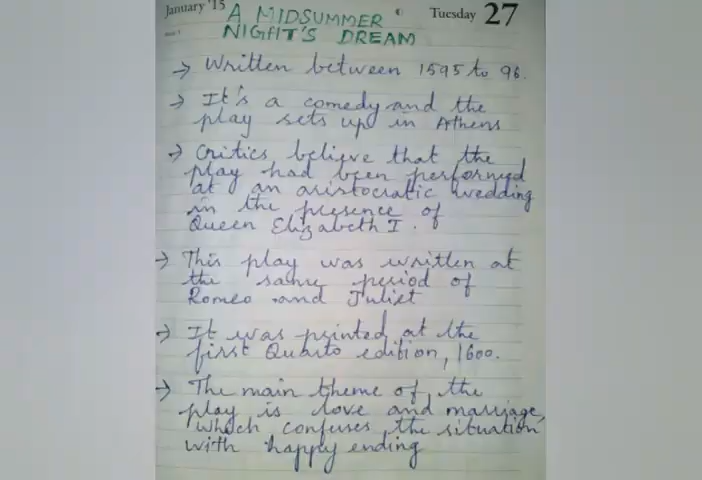 January '15
Tuesday 27
A MIDSUMMER
NIGHT'S DREAM
→ Written between 1595 to 96.
→ It's a comedy and the
play sets up in Athens
→ Critics believe that the
play had been performed
at an aristocratic wedding
in the presence of
Queen Elizabeth I.
→ This play was written at
the same period of
Romeo and Juliet
→ It was printed at the
first Quarto edition, 1600.
→ The main theme of the
play is love and marriage,
which confuses the situation
with happy ending